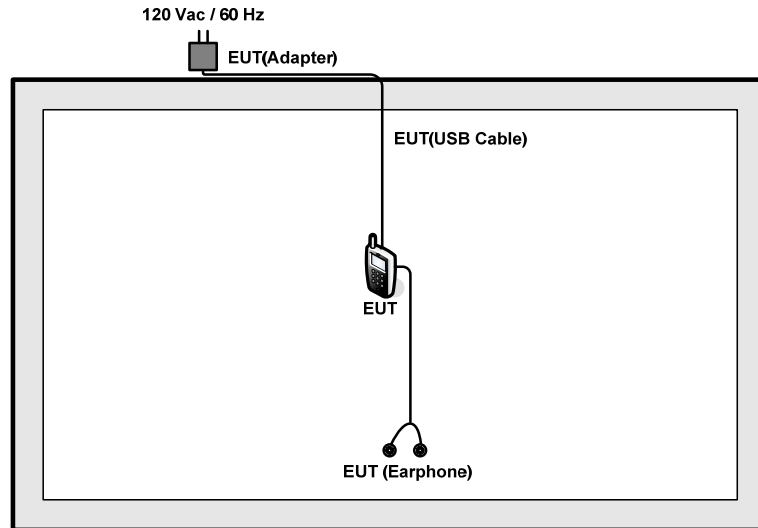 120 Vac / 60 Hz
EUT(Adapter)
EUT(USB Cable)
EUT
EUT (Earphone)